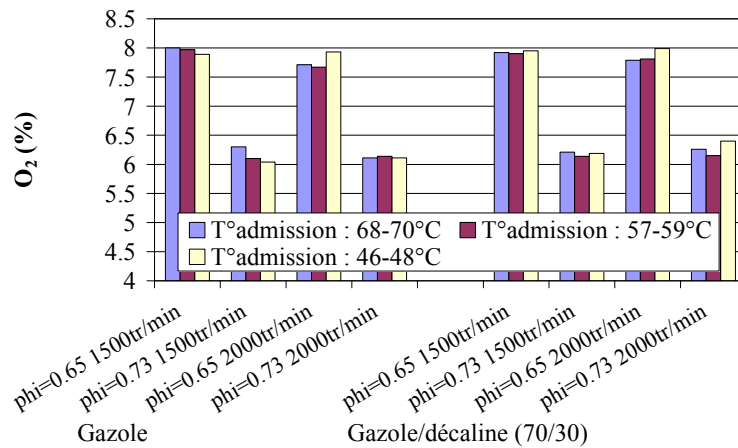 8
7.5
7
6.5
6
5.5
5
4.5
4
O₂ (%)
T°admission : 68-70°C
T°admission : 57-59°C
T°admission : 46-48°C
phi=0.65 1500tr/min
phi=0.73 1500tr/min
phi=0.65 2000tr/min
phi=0.73 2000tr/min
phi=0.65 1500tr/min
phi=0.73 1500tr/min
phi=0.65 2000tr/min
phi=0.73 2000tr/min
Gazole
Gazole/décaline (70/30)